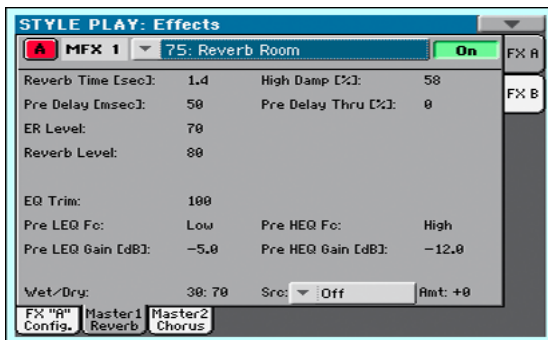 STYLE PLAY: Effects
A MFX 1 75: Reverb Room On FX A
Reverb Time [sec]: 1.4 High Damp [%]: 58
FX B
Pre Delay [msec]: 50 Pre Delay Thru [%]: 0
ER Level: 70
Reverb Level: 80
EQ Trim: 100
Pre LEQ Fc: Low Pre HEQ Fc: High
Pre LEQ Gain [dB]: -5.0 Pre HEQ Gain [dB]: -12.0
Wet/Dry: 30:70 Src: Off Amt: +0
FX "A" Master1 Master2
Config. Reverb Chorus